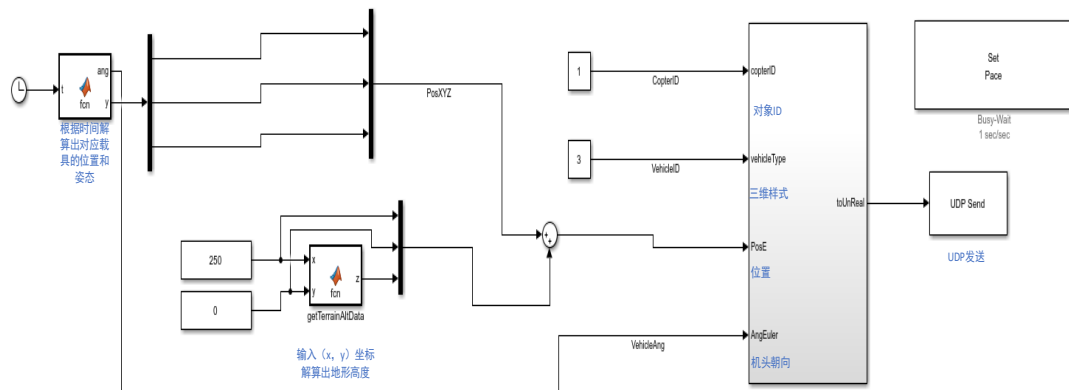 t
fcn
ang
y
根据时间解
算出对应载
具的位置和
姿态
PosXYZ
1
CopterID
copterID
对象ID
3
VehicleID
vehicleType
三维样式
toUnReal
PosE
位置
VehicleAng
AngEuler
机头朝向
Set
Pace
Busy-Wait
1 sec/sec
UDP Send
UDP发送
250
0
x
y
z
fcn
getTerrainAltData
输入（x，y）坐标
解算出地形高度
+
+